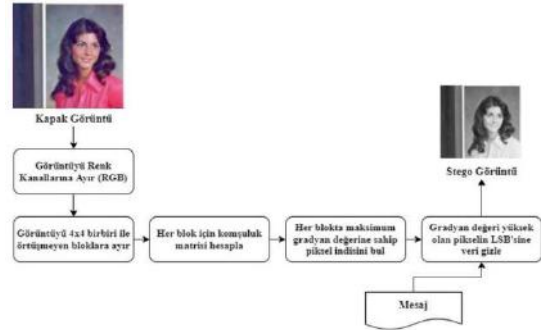 Kapak Görüntü
Görüntüyü Renk
Kanallarına Ayır (RGB)
Görüntüyü 4x4 birbiri ile
örtüşmeyen bloklara ayır
Her blok için komşuluk
matrisi hesapla
Her blokta maksimum
gradyan değerine sahip
piksel indisini bul
Gradyan değeri yüksek
olan pikselin LSB'sine
veri gizle
Mesaj
Stego Görüntü